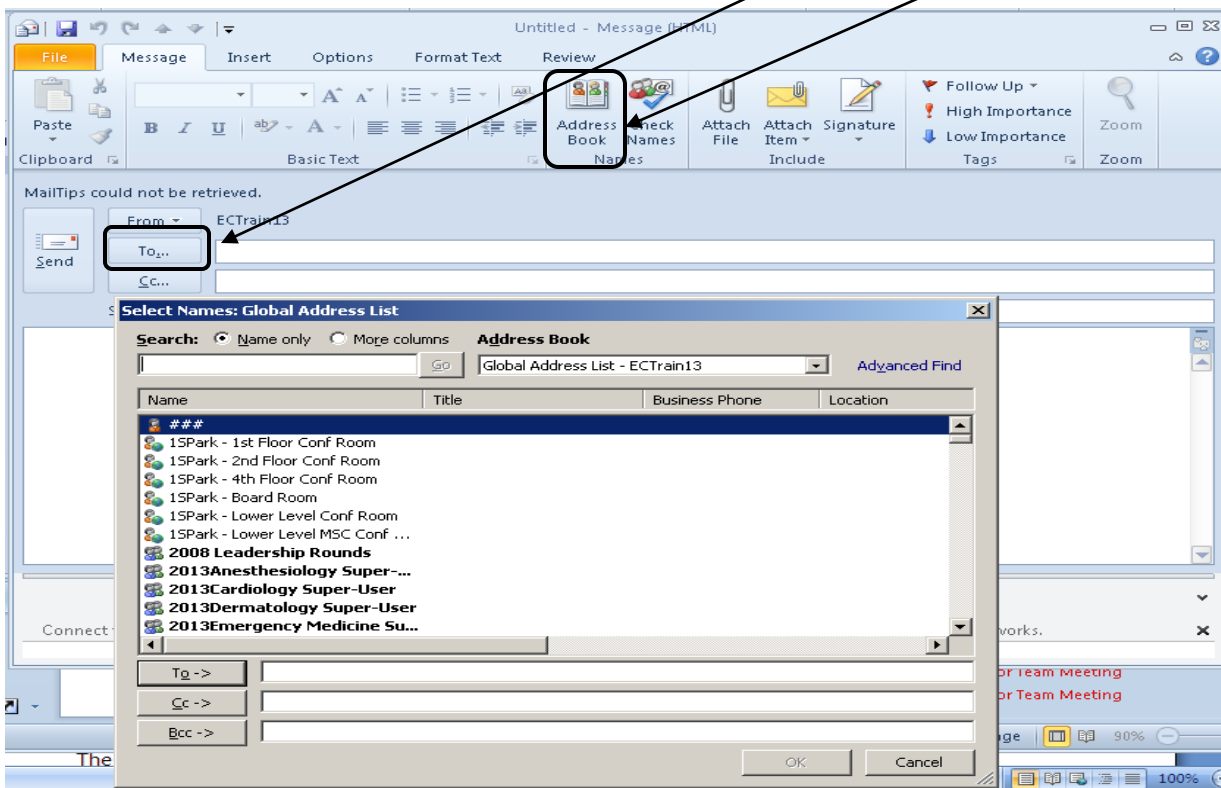 Untitled - Message (HTML)
File Message Insert Options Format Text Review
Paste
Clipboard
B I U
Basic Text
Address Book
Check Names
Names
Attach File
Attach Item
Signature
Include
Follow Up
High Importance
Low Importance
Tags
Zoom
Zoom
MailTips could not be retrieved.
Send
From ECTrain13
To...
Cc...
S
Select Names: Global Address List
Search: Name only More columns Address Book
Go Global Address List - ECTrain13 Advanced Find
Name Title Business Phone Location
###
1SPark - 1st Floor Conf Room
1SPark - 2nd Floor Conf Room
1SPark - 4th Floor Conf Room
1SPark - Board Room
1SPark - Lower Level Conf Room
1SPark - Lower Level MSC Conf ...
2008 Leadership Rounds
2013Anesthesiology Super-...
2013Cardiology Super-User
2013Dermatology Super-User
2013Emergency Medicine Su...
Connect works.
To ->
Cc ->
Bcc ->
OK Cancel
or Team Meeting
or Team Meeting
age 90%
The
100%